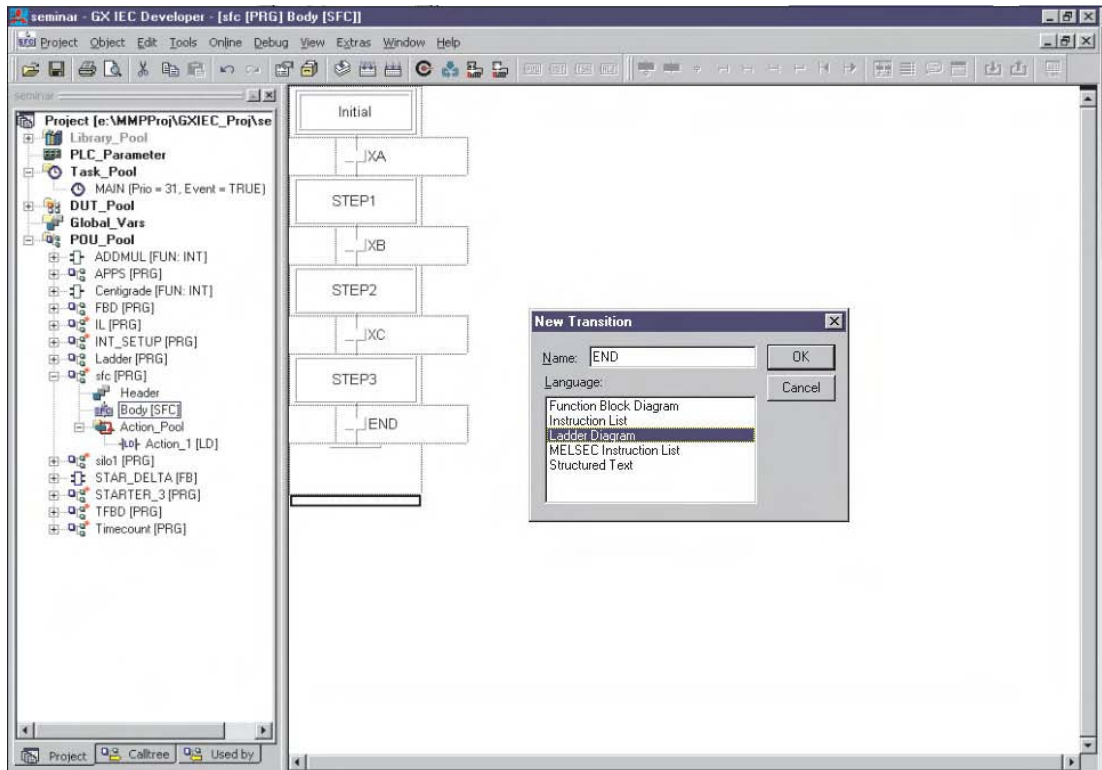 seminar - GX IEC Developer - [sfc [PRG] Body [SFC]]
Project Object Edit Tools Online Debug View Extras Window Help
seminar
Project [e:\MMPProj\GXIEC_Proj\se
Library_Pool
PLC_Parameter
Task_Pool
MAIN (Prio = 31, Event = TRUE)
DUT_Pool
Global_Vars
POU_Pool
ADDMUL [FUN: INT]
APPS [PRG]
Centigrade [FUN: INT]
FBD [PRG]
IL [PRG]
INT_SETUP [PRG]
Ladder [PRG]
sfc [PRG]
Header
Body [SFC]
Action_Pool
Action_1 [LD]
silo1 [PRG]
STAR_DELTA [FB]
STARTER_3 [PRG]
TFBD [PRG]
Timecount [PRG]
Project Calltree Used by
Initial
XA
STEP1
XB
STEP2
XC
STEP3
END
New Transition
Name: END
OK
Language:
Cancel
Function Block Diagram
Instruction List
Ladder Diagram
MELSEC Instruction List
Structured Text